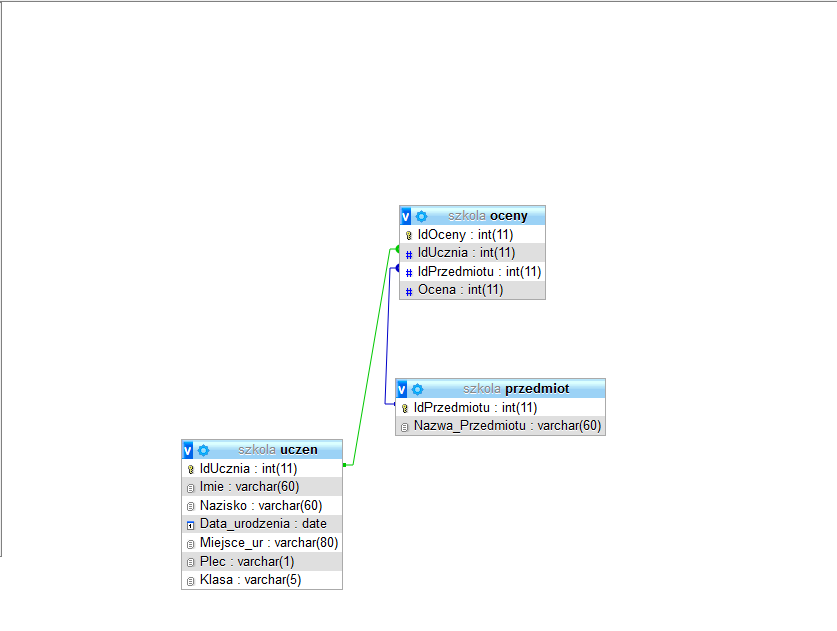 v szkola oceny
IdOceny : int(11)
# IdUcznia : int(11)
# IdPrzedmiotu : int(11)
# Ocena : int(11)
v szkola przedmiot
IdPrzedmiotu : int(11)
Nazwa_Przedmiotu : varchar(60)
v szkola uczen
IdUcznia : int(11)
Imie : varchar(60)
Nazisko : varchar(60)
Data_urodzenia : date
Miejsce_ur : varchar(80)
Plec : varchar(1)
Klasa : varchar(5)